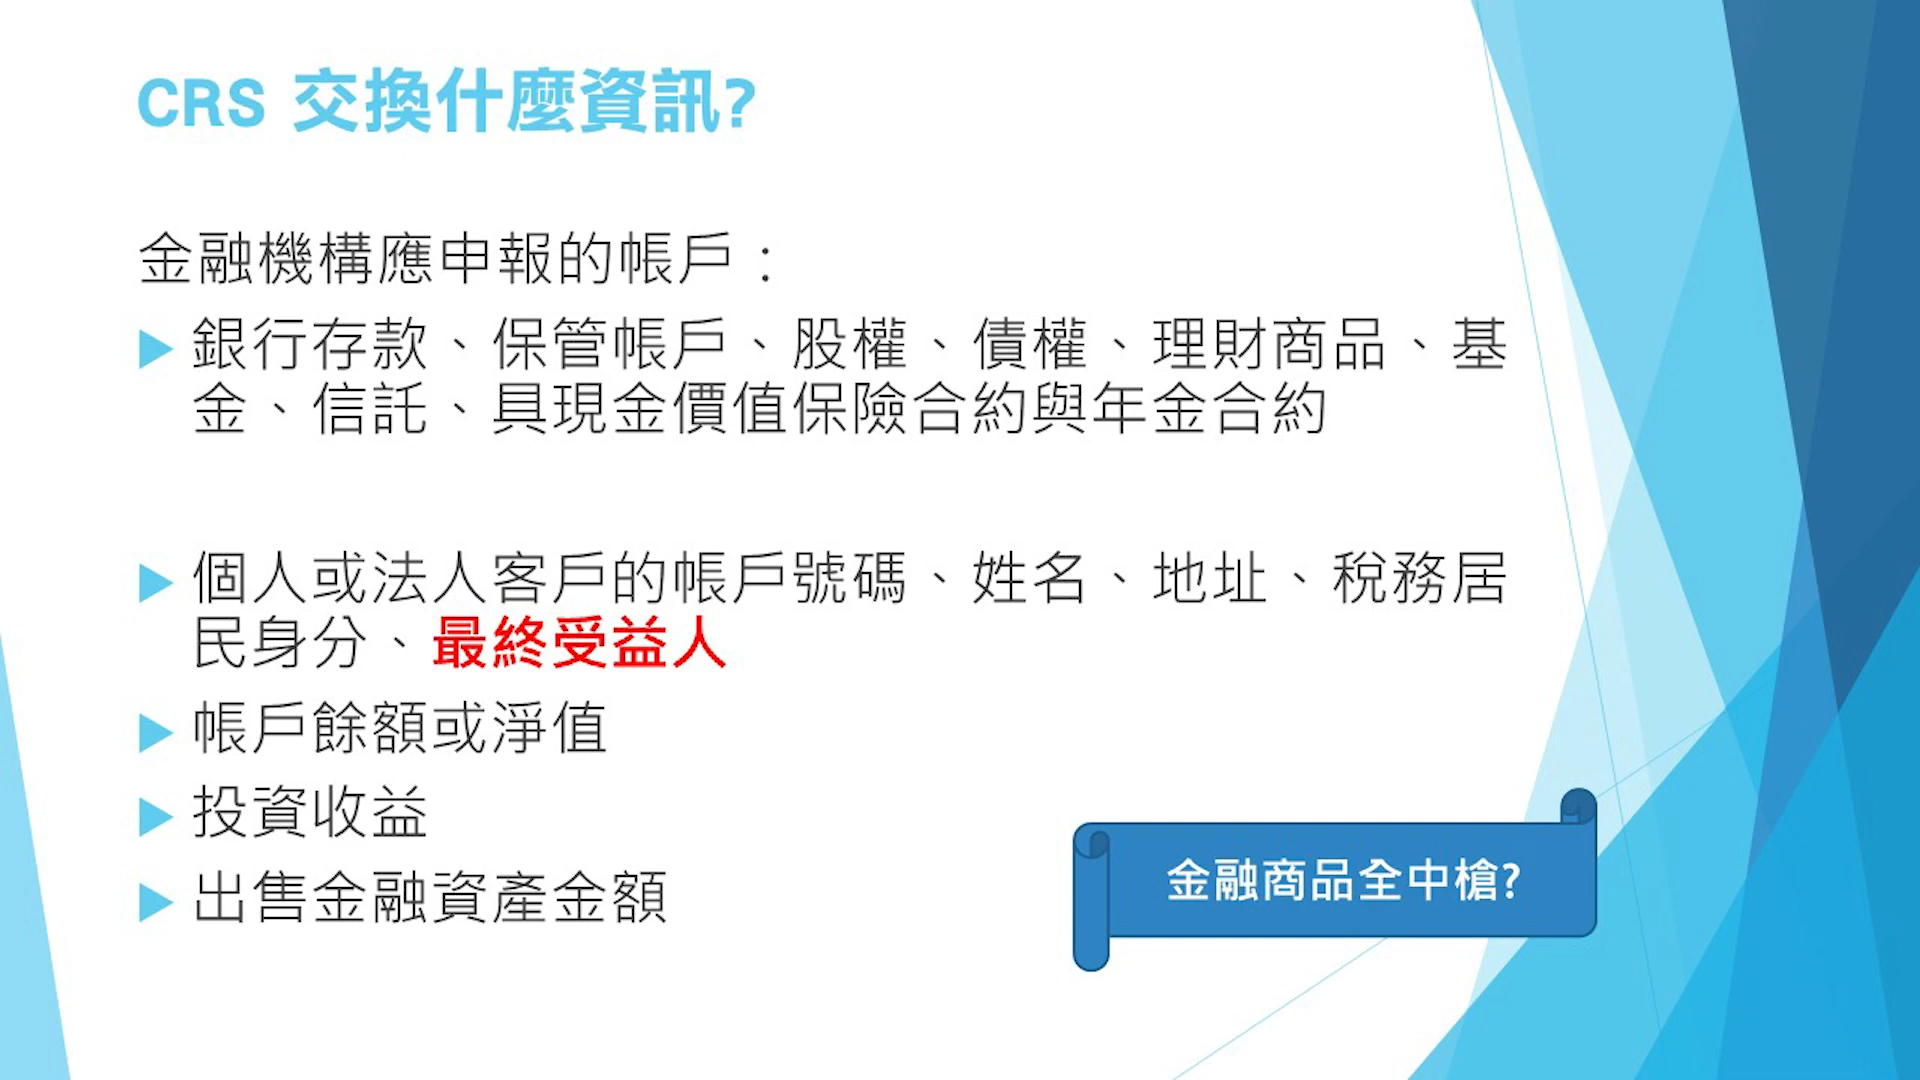 CRS 交換什麼資訊?
金融機構應申報的帳戶：
銀行存款、保管帳戶、股權、債權、理財商品、基
金、信託、具現金價值保險合約與年金合約
個人或法人客戶的帳戶號碼、姓名、地址、稅務居
民身分、最終受益人
帳戶餘額或淨值
投資收益
出售金融資產金額
金融商品全中槍?